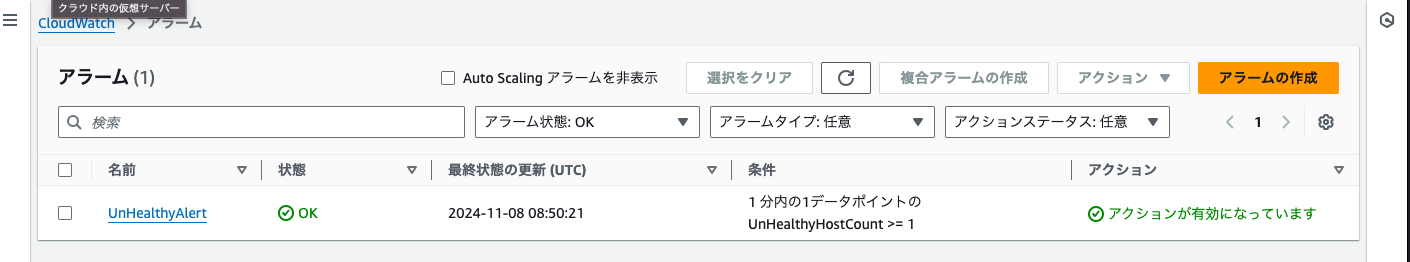 クラウド内の仮想サーバー
CloudWatch > アラーム
アラーム (1)
Auto Scaling アラームを非表示
選択をクリア
複合アラームの作成
アクション
アラームの作成
検索
アラーム状態: OK
アラームタイプ: 任意
アクションステータス: 任意
1
名前
状態
最終状態の更新 (UTC)
条件
アクション
UnHealthyAlert
OK
2024-11-08 08:50:21
1 分内の1データポイントの
UnHealthyHostCount >= 1
アクションが有効になっています